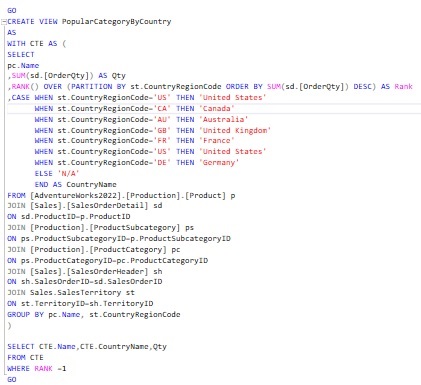 GO
CREATE VIEW PopularCategoryByCountry
AS
WITH CTE AS (
SELECT
pc.Name
,SUM(sd.[OrderQty]) AS Qty
,RANK() OVER (PARTITION BY st.CountryRegionCode ORDER BY SUM(sd.[OrderQty]) DESC) AS Rank
,CASE WHEN st.CountryRegionCode='US' THEN 'United States'
WHEN st.CountryRegionCode='CA' THEN 'Canada'
WHEN st.CountryRegionCode='AU' THEN 'Australia'
WHEN st.CountryRegionCode='GB' THEN 'United Kingdom'
WHEN st.CountryRegionCode='FR' THEN 'France'
WHEN st.CountryRegionCode='US' THEN 'United States'
WHEN st.CountryRegionCode='DE' THEN 'Germany'
ELSE 'N/A'
END AS CountryName
FROM [AdventureWorks2022].[Production].[Product] p
JOIN [Sales].[SalesOrderDetail] sd
ON sd.ProductID=p.ProductID
JOIN [Production].[ProductSubcategory] ps
ON ps.ProductSubcategoryID=p.ProductSubcategoryID
JOIN [Production].[ProductCategory] pc
ON ps.ProductCategoryID=pc.ProductCategoryID
JOIN [Sales].[SalesOrderHeader] sh
ON sh.SalesOrderID=sd.SalesOrderID
JOIN Sales.SalesTerritory st
ON st.TerritoryID=sh.TerritoryID
GROUP BY pc.Name, st.CountryRegionCode
)
SELECT CTE.Name,CTE.CountryName,Qty
FROM CTE
WHERE RANK =1
GO